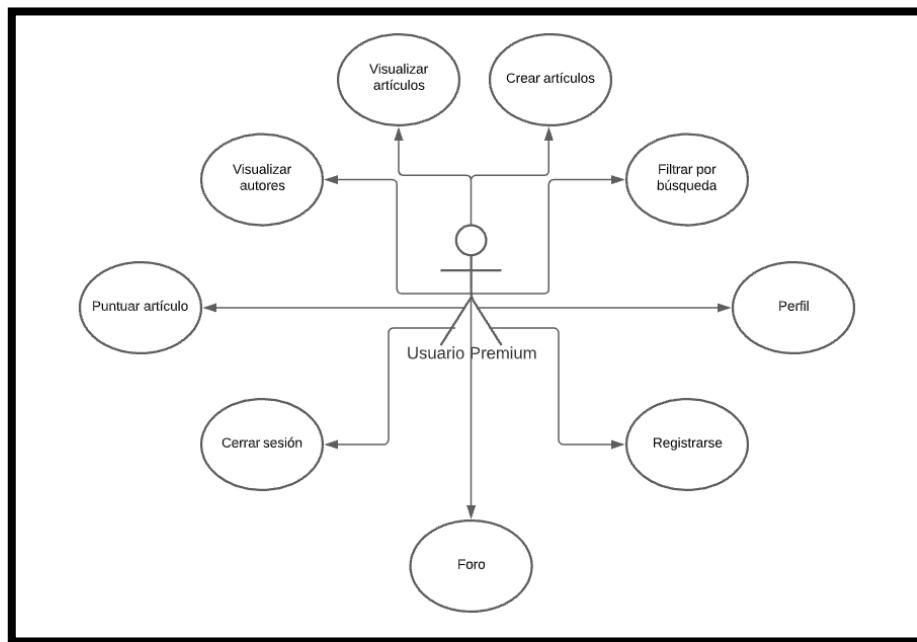 Visualizar
artículos
Crear artículos
Visualizar
autores
Filtrar por
búsqueda
Puntuar artículo
Perfil
Usuario Premium
Cerrar sesión
Registrarse
Foro